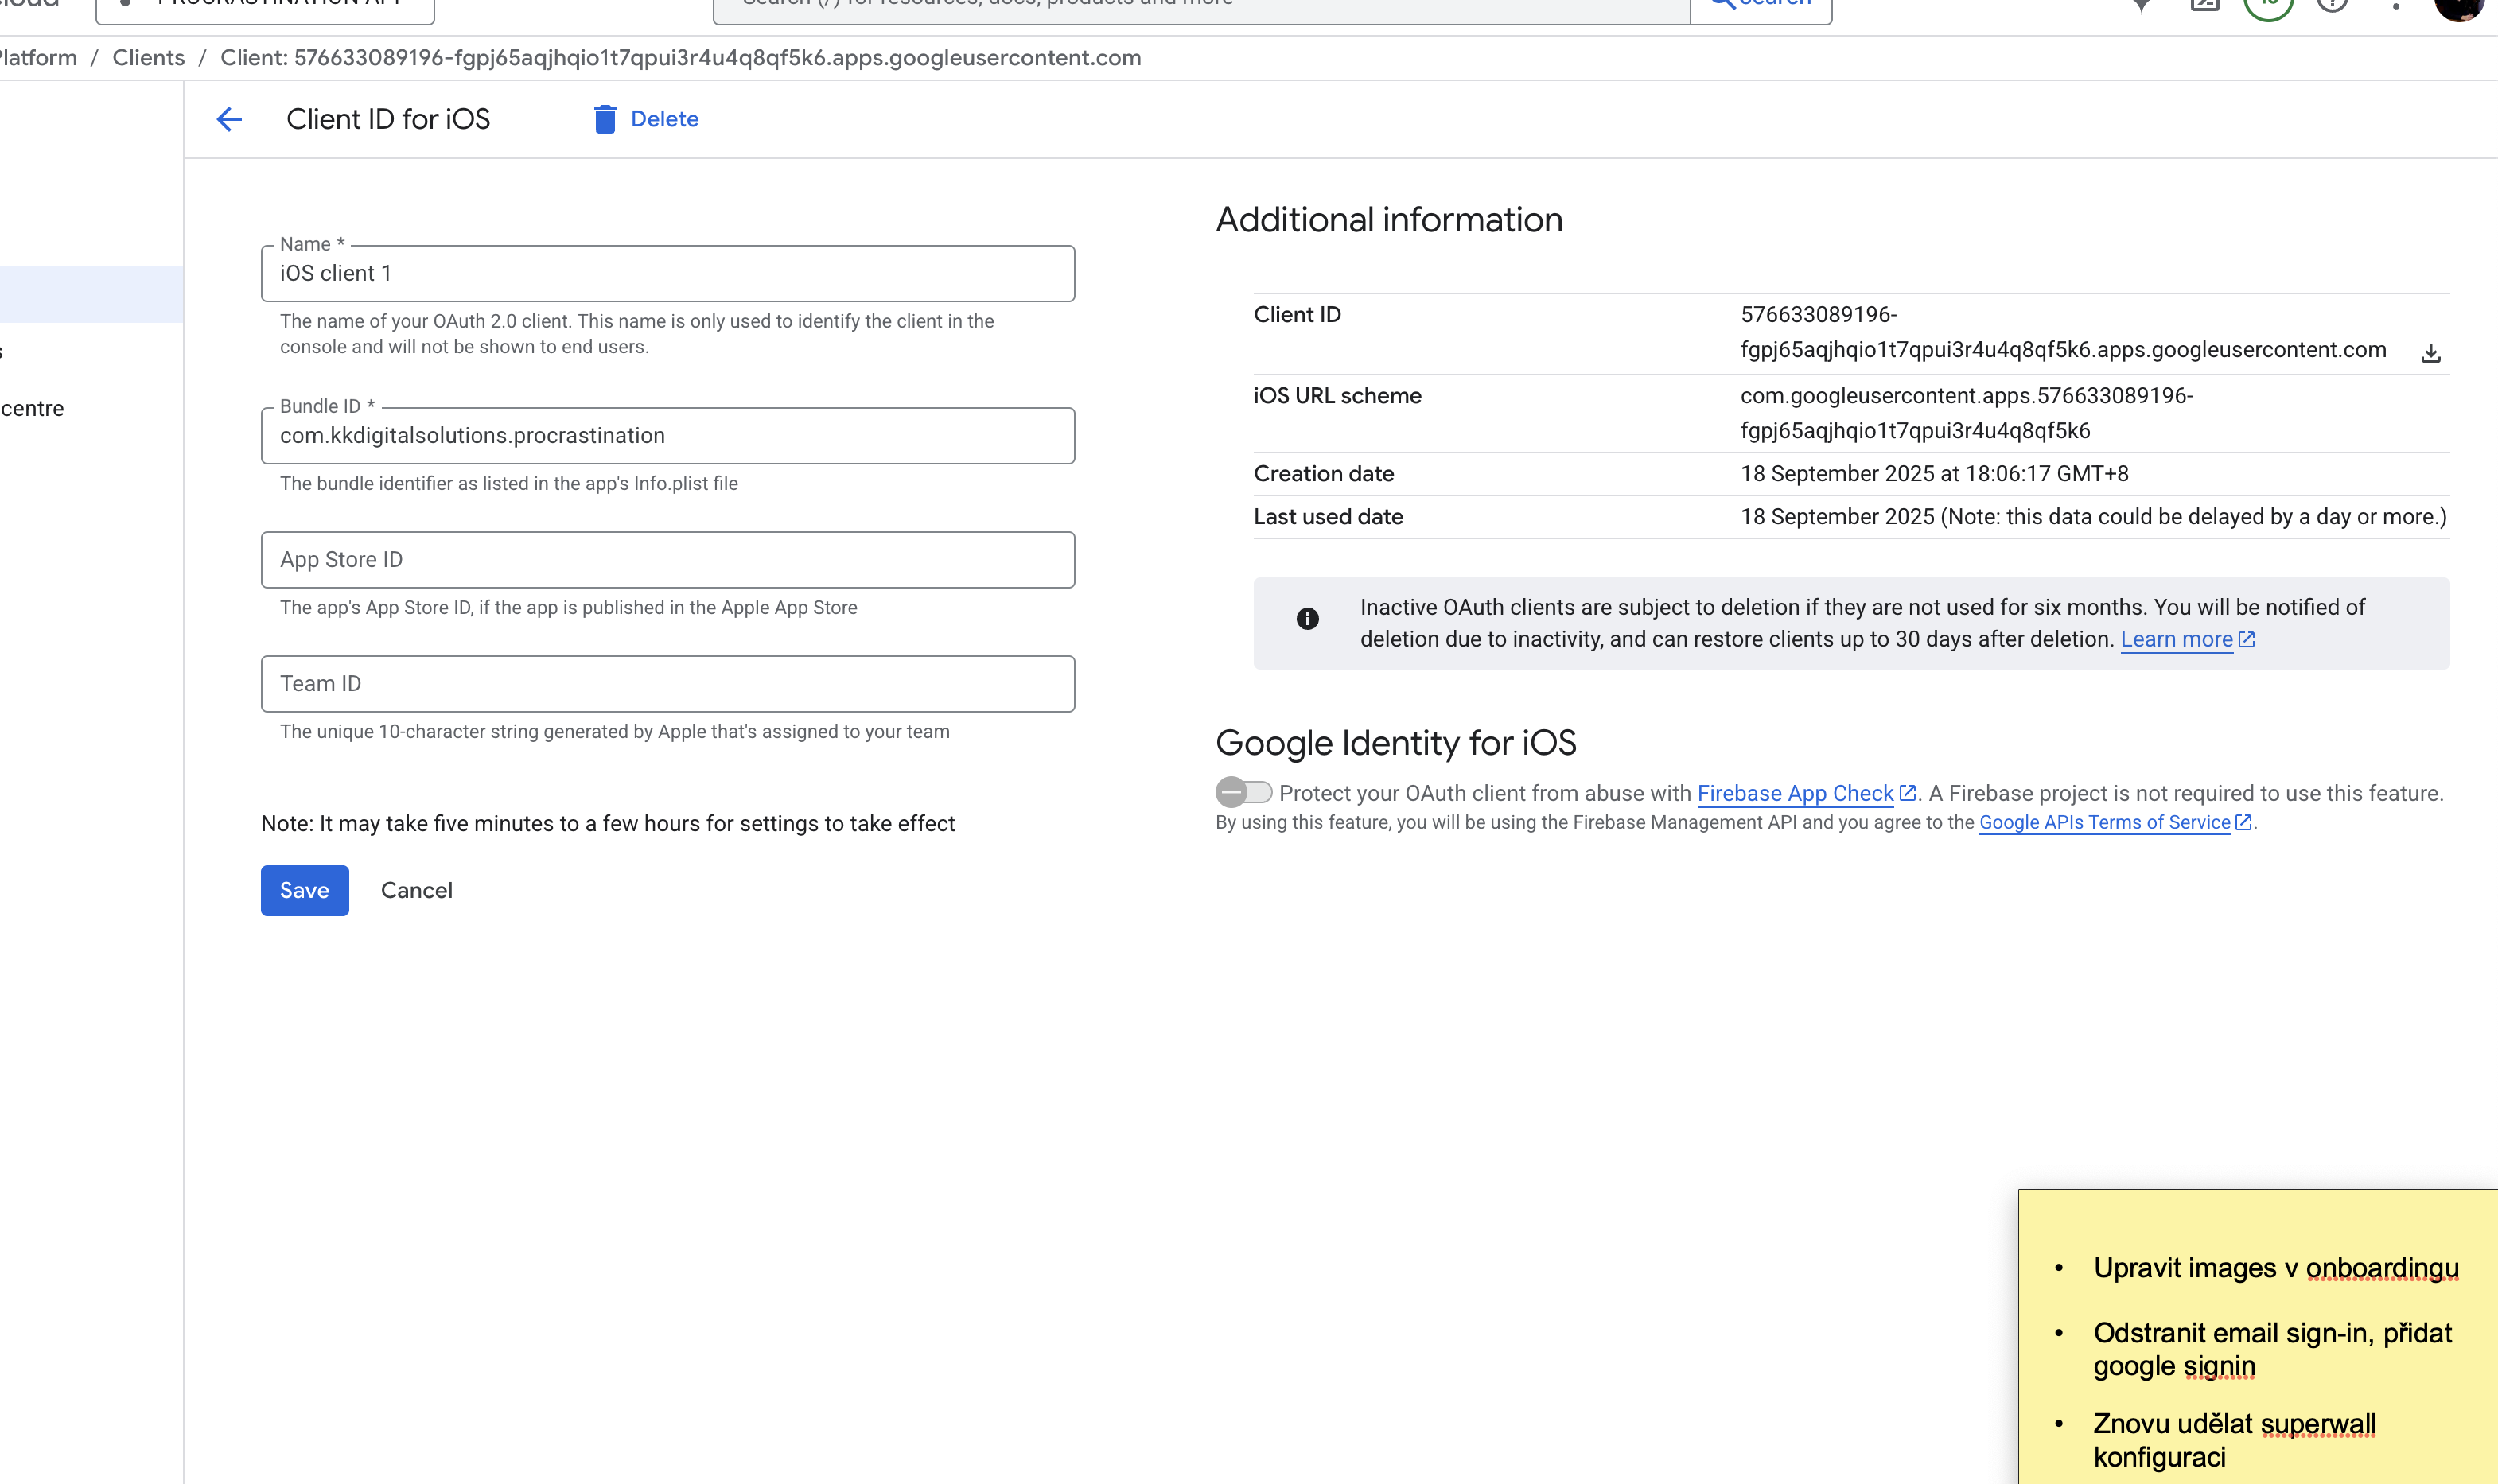 Search (/) for resources, docs, products and more
Search
Platform / Clients / Client: 576633089196-fgpj65aqjhqio1t7qpui3r4u4q8qf5k6.apps.googleusercontent.com
Client ID for iOS
Delete
centre
Name *
iOS client 1
The name of your OAuth 2.0 client. This name is only used to identify the client in the
console and will not be shown to end users.
Bundle ID *
com.kkdigitalsolutions.procrastination
The bundle identifier as listed in the app's Info.plist file
App Store ID
The app's App Store ID, if the app is published in the Apple App Store
Team ID
The unique 10-character string generated by Apple that's assigned to your team
Note: It may take five minutes to a few hours for settings to take effect
Save
Cancel
Additional information
Client ID
576633089196-
fgpj65aqjhqio1t7qpui3r4u4q8qf5k6.apps.googleusercontent.com
iOS URL scheme
com.googleusercontent.apps.576633089196-
fgpj65aqjhqio1t7qpui3r4u4q8qf5k6
Creation date
18 September 2025 at 18:06:17 GMT+8
Last used date
18 September 2025 (Note: this data could be delayed by a day or more.)
Inactive OAuth clients are subject to deletion if they are not used for six months. You will be notified of
deletion due to inactivity, and can restore clients up to 30 days after deletion. Learn more
Google Identity for iOS
Protect your OAuth client from abuse with Firebase App Check. A Firebase project is not required to use this feature.
By using this feature, you will be using the Firebase Management API and you agree to the Google APIs Terms of Service.
• Upravit images v onboardingu
• Odstranit email sign-in, přidat
google signin
• Znovu udělat superwall
konfiguraci